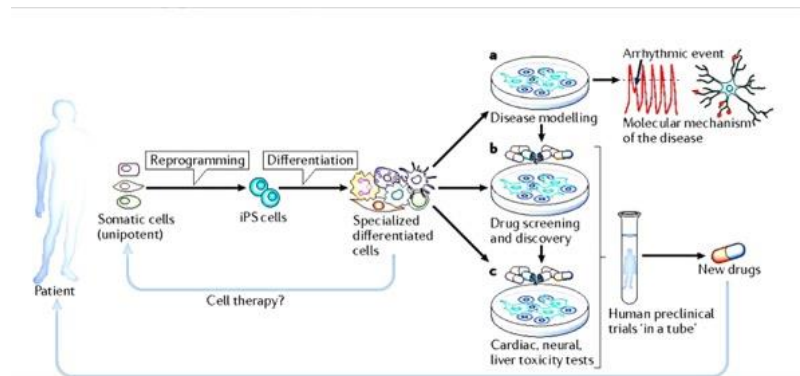 a
Arrhythmic event
Disease modelling
Molecular mechanism
of the disease
Reprogramming
Differentiation
b
Somatic cells
(unipotent)
iPS cells
Specialized
differentiated
cells
Drug screening
and discovery
Patient
Cell therapy?
c
New drugs
Human preclinical
trials 'in a tube'
Cardiac, neural,
liver toxicity tests